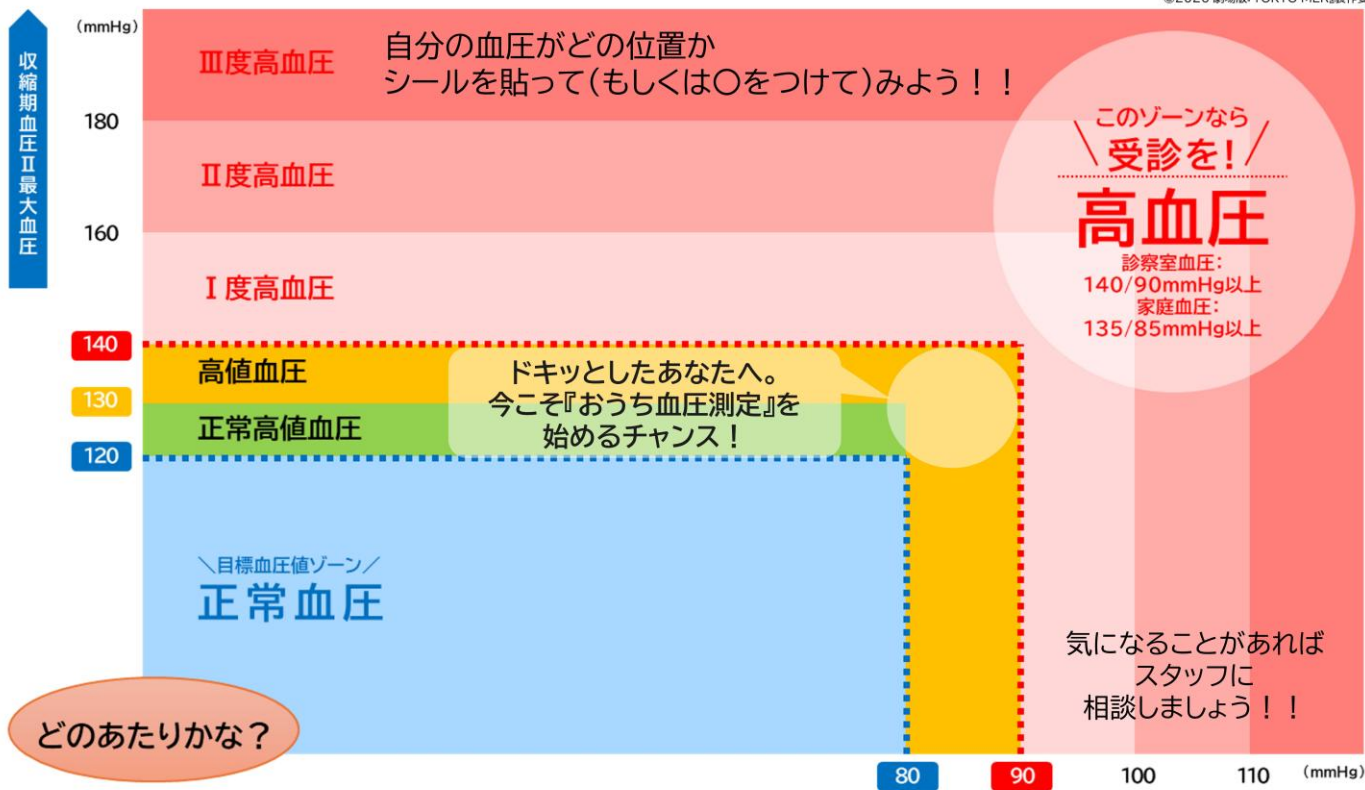 (mmHg)
収縮期血圧=最大血圧
Ⅲ度高血圧
自分の血圧がどの位置か
シールを貼って(もしくは〇をつけて)みよう！！
180
Ⅱ度高血圧
160
Ⅰ度高血圧
＼このゾーンなら／
受診を！
高血圧
診察室血圧：
140/90mmHg以上
家庭血圧：
135/85mmHg以上
140
高値血圧
130
正常高値血圧
120
ドキッとしたあなたへ。
今こそ『おうち血圧測定』を
始めるチャンス！
＼目標血圧値ゾーン／
正常血圧
どのあたりかな？
気になることがあれば
スタッフに
相談しましょう！！
80
90
100
110
(mmHg)